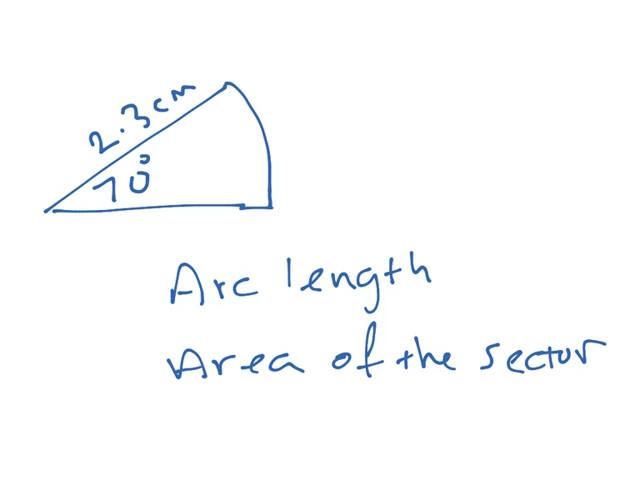 2.3cm
70°
Arc length
Area of the sector